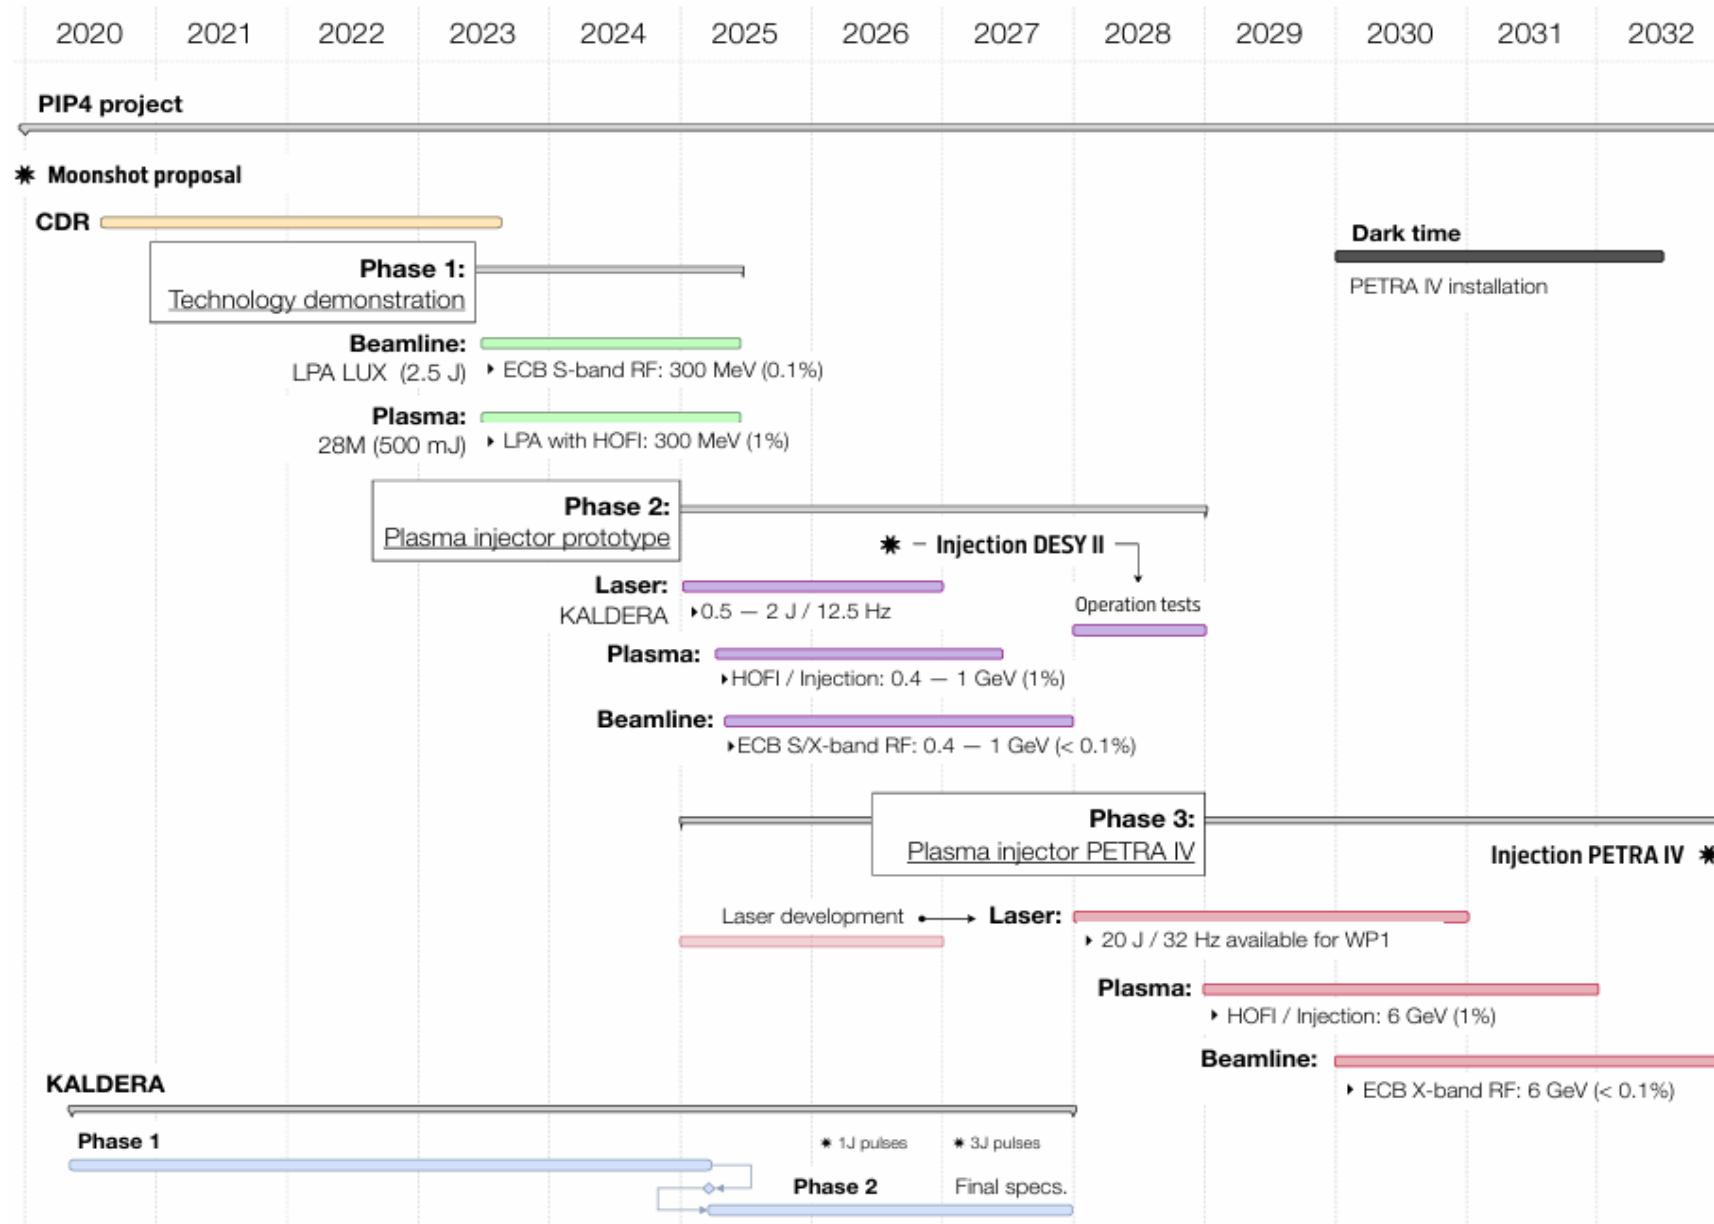 2020 2021 2022 2023 2024 2025 2026 2027 2028 2029 2030 2031 2032
PIP4 project
Moonshot proposal
CDR
Dark time
PETRA IV installation
Phase 1:
Technology demonstration
Beamline:
LPA LUX (2.5 J)
ECB S-band RF: 300 MeV (0.1%)
Plasma:
28M (500 mJ)
LPA with HOFI: 300 MeV (1%)
Phase 2:
Plasma injector prototype
Injection DESY II
Operation tests
Laser:
KALDERA
0.5 — 2 J / 12.5 Hz
Plasma:
HOFI / Injection: 0.4 — 1 GeV (1%)
Beamline:
ECB S/X-band RF: 0.4 — 1 GeV (< 0.1%)
Phase 3:
Plasma injector PETRA IV
Injection PETRA IV
Laser development
Laser:
20 J / 32 Hz available for WP1
Plasma:
HOFI / Injection: 6 GeV (1%)
Beamline:
ECB X-band RF: 6 GeV (< 0.1%)
KALDERA
Phase 1
1J pulses
3J pulses
Phase 2
Final specs.